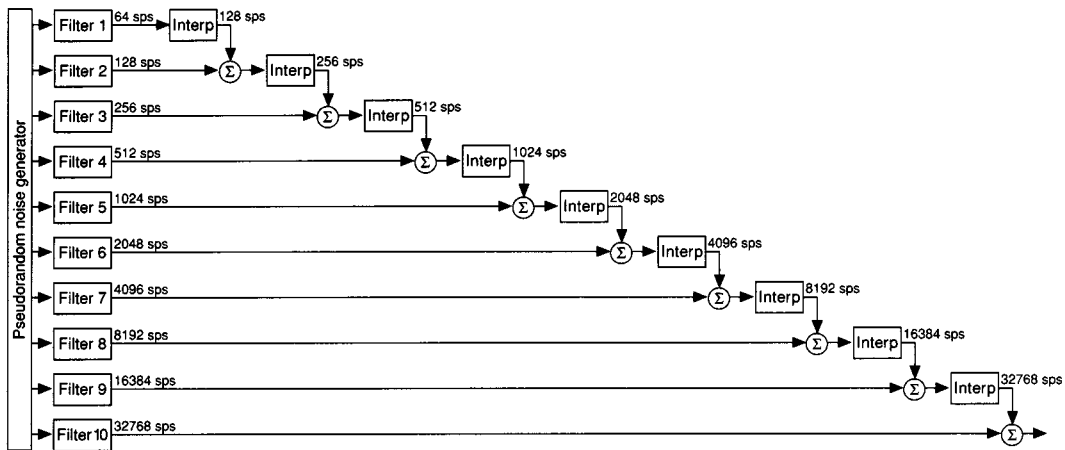 Pseudorandom noise generator
Filter 1
64 sps
Interp
128 sps
Filter 2
128 sps
Σ
Interp
256 sps
Filter 3
256 sps
Σ
Interp
512 sps
Filter 4
512 sps
Σ
Interp
1024 sps
Filter 5
1024 sps
Σ
Interp
2048 sps
Filter 6
2048 sps
Σ
Interp
4096 sps
Filter 7
4096 sps
Σ
Interp
8192 sps
Filter 8
8192 sps
Σ
Interp
16384 sps
Filter 9
16384 sps
Σ
Interp
32768 sps
Filter 10
32768 sps
Σ